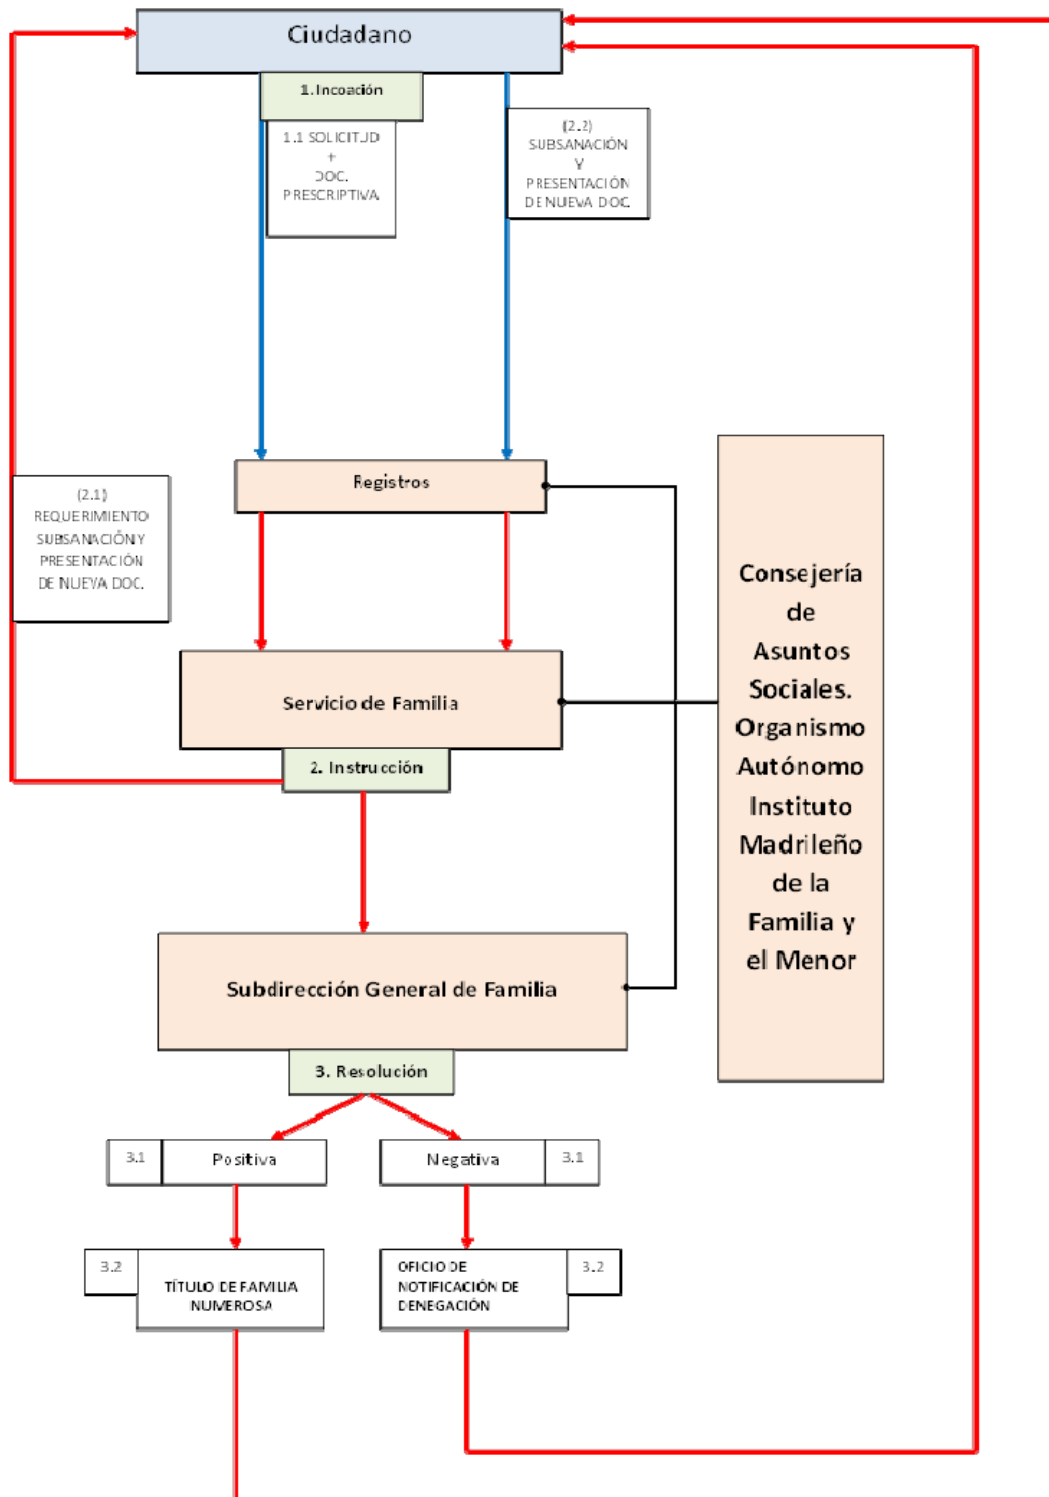 Ciudadano
1. Incoación
1.1 SOLICITUD
+
DOC.
PRESCRIPTIVA
(2.2)
SUBSANACIÓN
Y
PRESENTACIÓN
DE NUEVA DOC.
Registros
(2.1)
REQUERIMIENTO
SUBSANACIÓN Y
PRESENTACIÓN
DE NUEVA DOC.
Servicio de Familia
2. Instrucción
Consejería
de
Asuntos
Sociales.
Organismo
Autónomo
Instituto
Madrileño
de la
Familia y
el Menor
Subdirección General de Familia
3. Resolución
3.1
Positiva
Negativa
3.1
3.2
TÍTULO DE FAMILIA
NUMEROSA
OFICIO DE
NOTIFICACIÓN DE
DENEGACIÓN
3.2